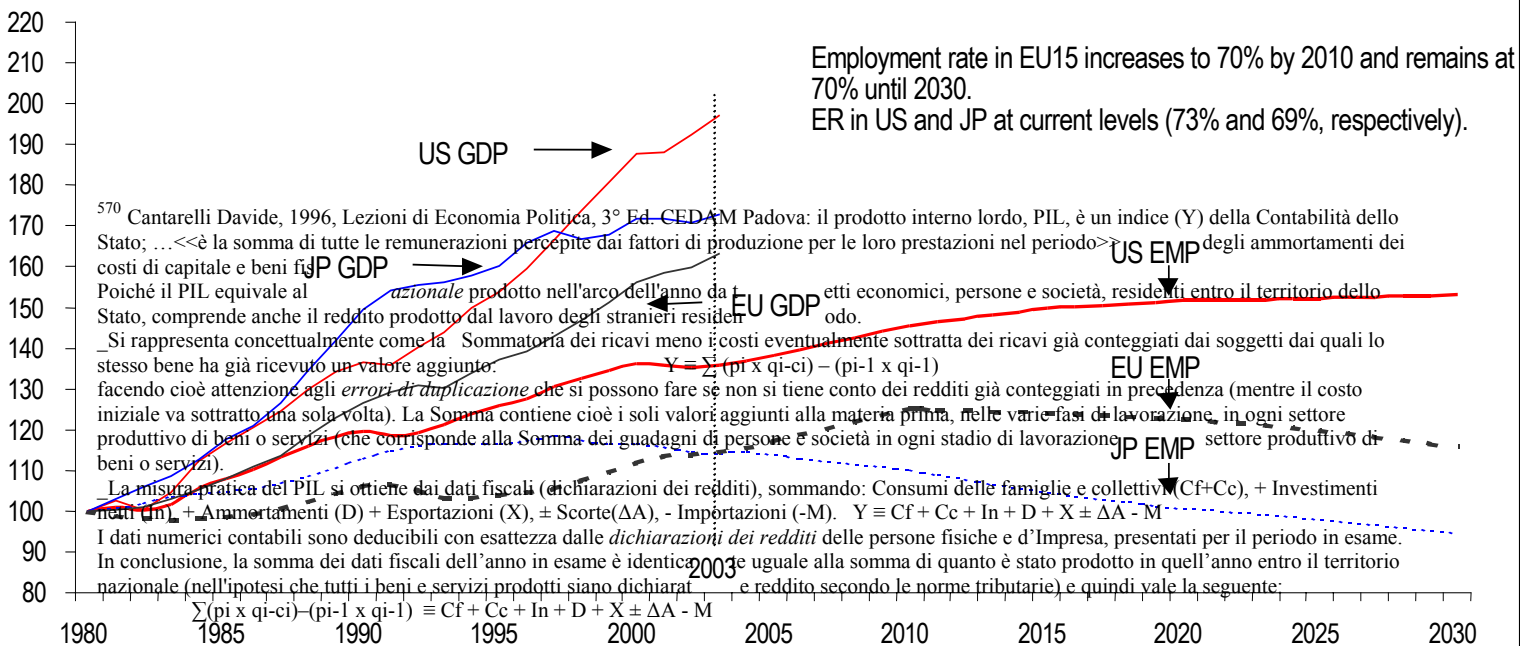 220
210
200
190
180
170
160
150
140
130
120
110
100
90
80
Employment rate in EU15 increases to 70% by 2010 and remains at
70% until 2030.
ER in US and JP at current levels (73% and 69%, respectively).
US GDP
JP GDP
EU GDP
US EMP
EU EMP
JP EMP
2003
570 Cantarelli Davide, 1996, Lezioni di Economia Politica, 3° Ed. CEDAM Padova: il prodotto interno lordo, PIL, è un indice (Y) della Contabilità dello
Stato; …<<è la somma di tutte le remunerazioni percepite dai fattori di produzione per le loro prestazioni nel periodo>> degli ammortamenti dei
costi di capitale e beni fis
Poiché il PIL equivale al azionale prodotto nell'arco dell'anno da t etti economici, persone e società, residenti entro il territorio dello
Stato, comprende anche il reddito prodotto dal lavoro degli stranieri residen odo.
_Si rappresenta concettualmente come la Sommatoria dei ricavi meno i costi eventualmente sottratta dei ricavi già conteggiati dai soggetti dai quali lo
stesso bene ha già ricevuto un valore aggiunto: Y ≡ ∑ (pi x qi-ci) – (pi-1 x qi-1)
facendo cioè attenzione agli errori di duplicazione che si possono fare se non si tiene conto dei redditi già conteggiati in precedenza (mentre il costo
iniziale va sottratto una sola volta). La Somma contiene cioè i soli valori aggiunti alla materia prima, nelle varie fasi di lavorazione, in ogni settore
produttivo di beni o servizi (che corrisponde alla Somma dei guadagni di persone e società in ogni stadio di lavorazione settore produttivo di
beni o servizi).
_La misura pratica del PIL si ottiene dai dati fiscali (dichiarazioni dei redditi), sommando: Consumi delle famiglie e collettivi (Cf+Cc), + Investimenti
netti (In), + Ammortamenti (D) + Esportazioni (X), ± Scorte(ΔA), - Importazioni (-M). Y ≡ Cf + Cc + In + D + X ± ΔA - M
I dati numerici contabili sono deducibili con esattezza dalle dichiarazioni dei redditi delle persone fisiche e d’Impresa, presentati per il periodo in esame.
In conclusione, la somma dei dati fiscali dell’anno in esame è identica te uguale alla somma di quanto è stato prodotto in quell’anno entro il territorio
nazionale (nell'ipotesi che tutti i beni e servizi prodotti siano dichiarat e reddito secondo le norme tributarie) e quindi vale la seguente:
∑(pi x qi-ci)–(pi-1 x qi-1) ≡ Cf + Cc + In + D + X ± ΔA - M
1980 1985 1990 1995 2000 2005 2010 2015 2020 2025 2030